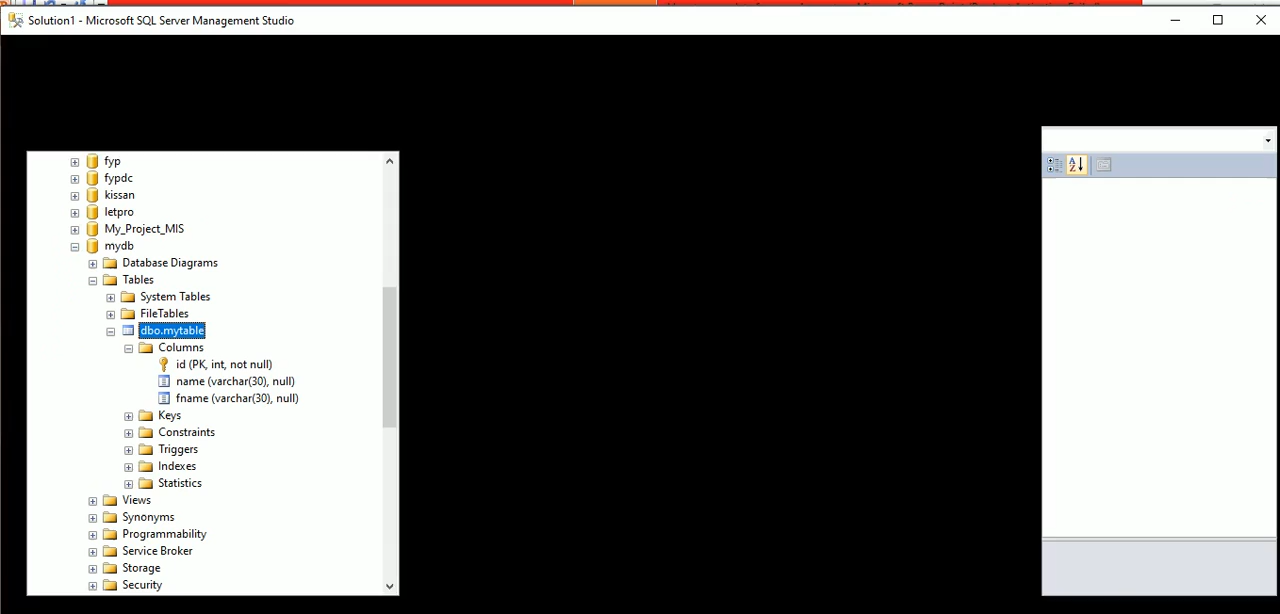 Solution1 - Microsoft SQL Server Management Studio
fyp
fypdc
kissan
letpro
My_Project_MIS
mydb
Database Diagrams
Tables
System Tables
FileTables
dbo.mytable
Columns
id (PK, int, not null)
name (varchar(30), null)
fname (varchar(30), null)
Keys
Constraints
Triggers
Indexes
Statistics
Views
Synonyms
Programmability
Service Broker
Storage
Security